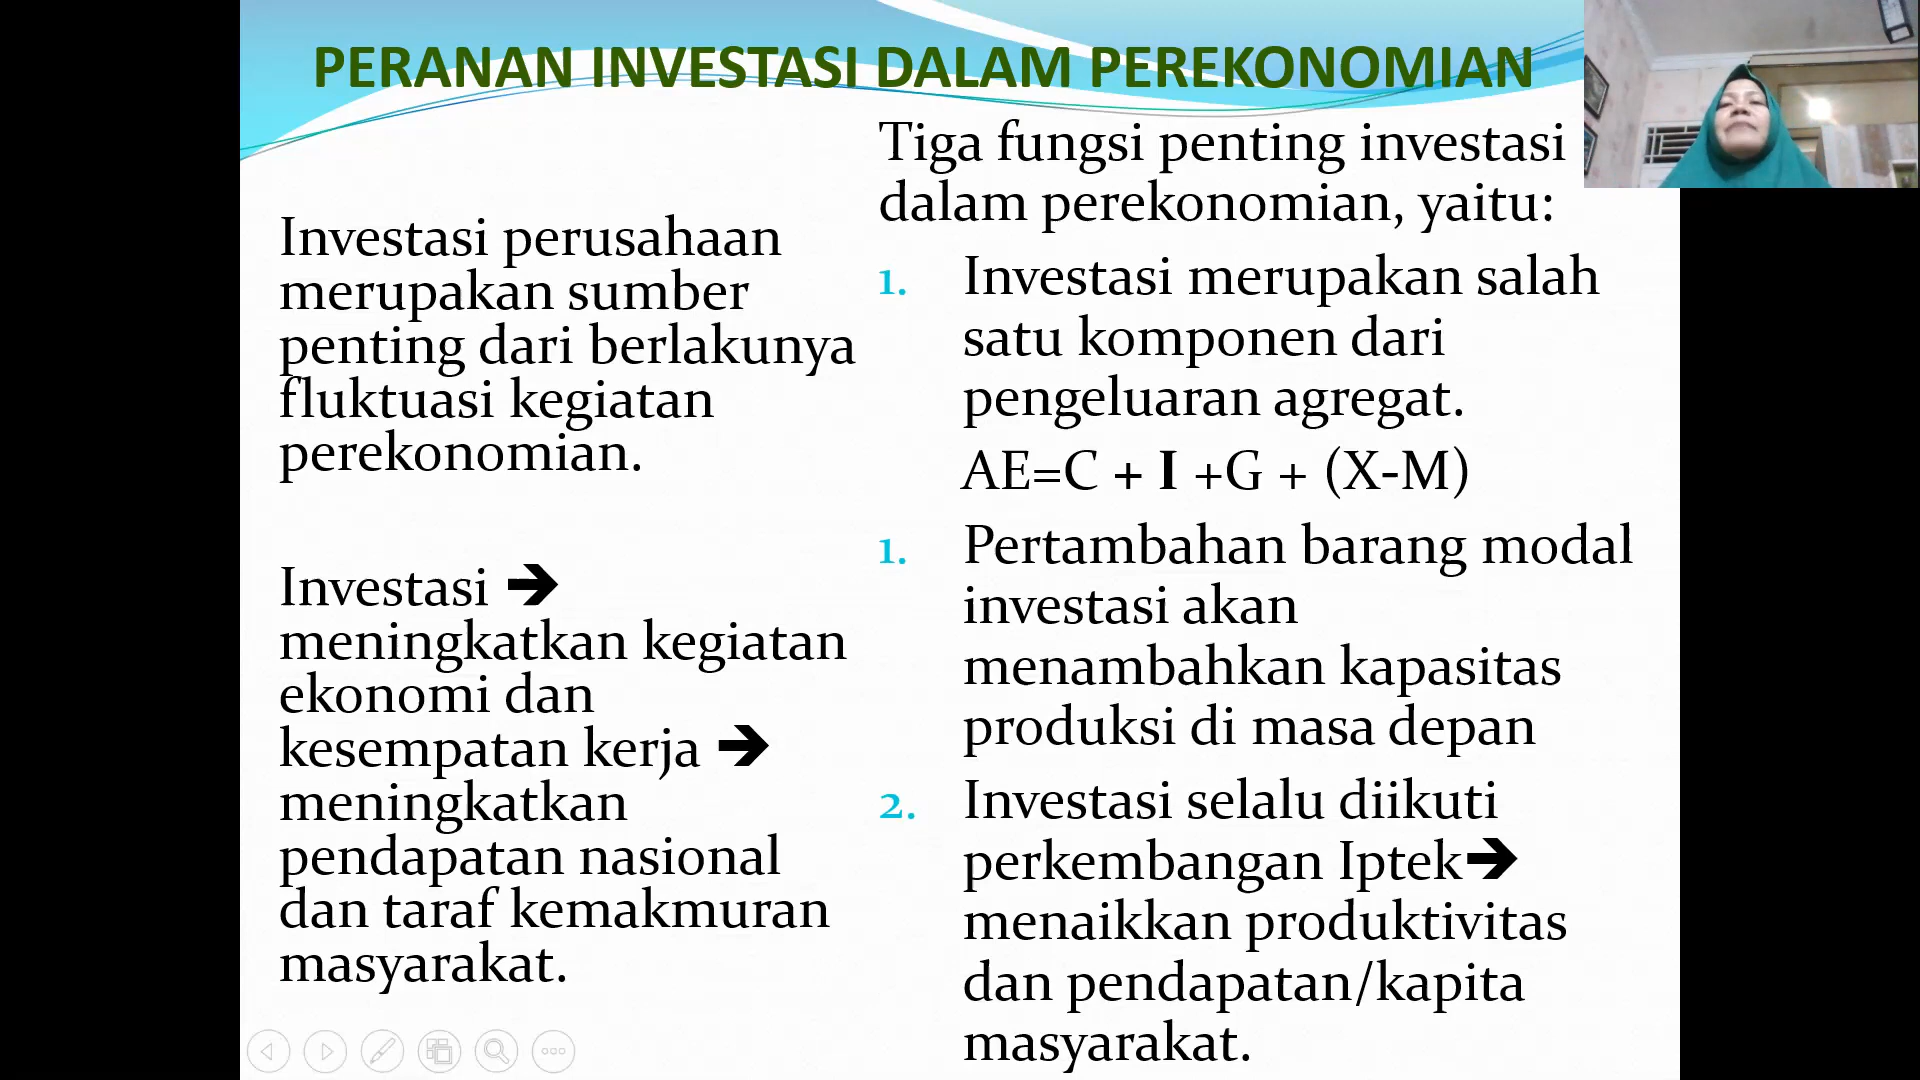 PERANAN INVESTASI DALAM PEREKONOMIAN
Investasi perusahaan
merupakan sumber
penting dari berlakunya
fluktuasi kegiatan
perekonomian.
Investasi ➔
meningkatkan kegiatan
ekonomi dan
kesempatan kerja ➔
meningkatkan
pendapatan nasional
dan taraf kemakmuran
masyarakat.
Tiga fungsi penting investasi
dalam perekonomian, yaitu:
1. Investasi merupakan salah
satu komponen dari
pengeluaran agregat.
AE=C + I +G + (X-M)
1. Pertambahan barang modal
investasi akan
menambahkan kapasitas
produksi di masa depan
2. Investasi selalu diikuti
perkembangan Iptek➔
menaikkan produktivitas
dan pendapatan/kapita
masyarakat.